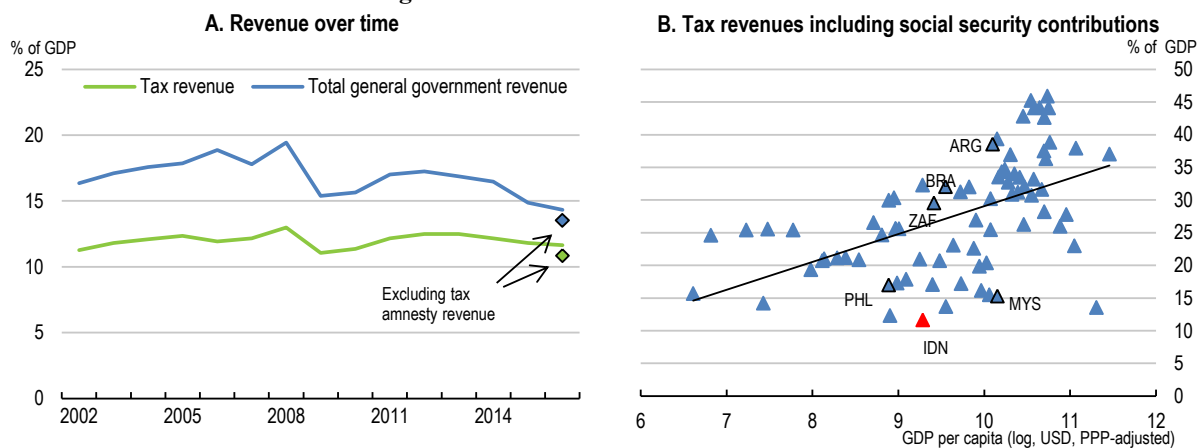 A. Revenue over time
% of GDP
25
20
15
10
5
0
Tax revenue
Total general government revenue
Excluding tax
amnesty revenue
2002 2005 2008 2011 2014
B. Tax revenues including social security contributions
% of GDP
50
45
40
35
30
25
20
15
10
5
0
ARG
BRA
ZAF
PHL
MYS
IDN
6 7 8 9 10 11 12
GDP per capita (log, USD, PPP-adjusted)